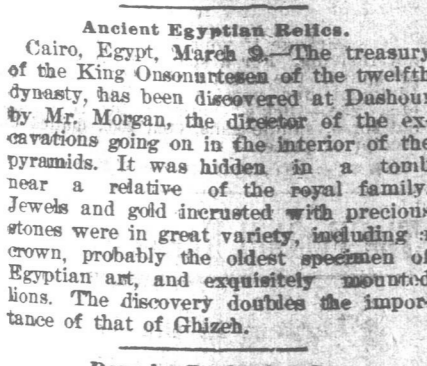 Ancient Egyptian Relics.
Cairo, Egypt, March 9.—The treasury
of the King Onsonurtesen of the twelfth
dynasty, has been discovered at Dashour
by Mr. Morgan, the director of the ex-
cavations going on in the interior of the
pyramids. It was hidden in a tomb
near a relative of the royal family.
Jewels and gold incrusted with precious
stones were in great variety, including a
crown, probably the oldest specimen of
Egyptian art, and exquisitely mounted
lions. The discovery doubles the impor-
tance of that of Ghizeh.